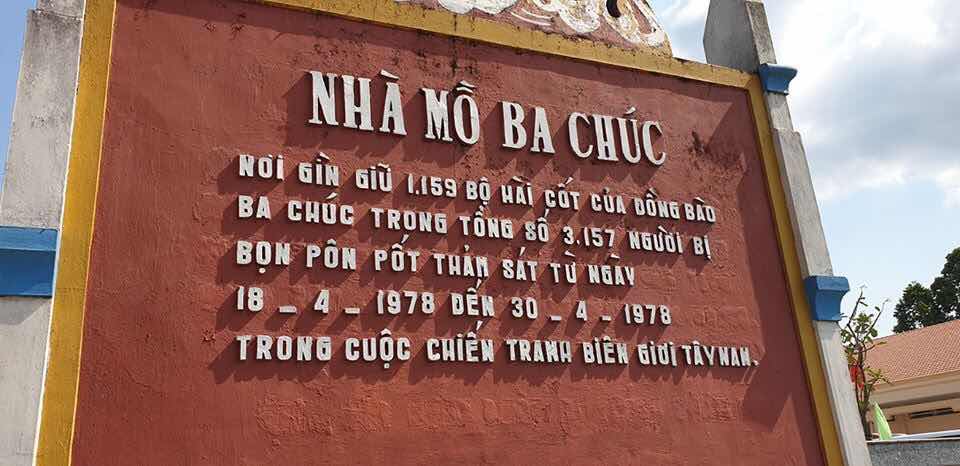 NHÀ MỒ BA CHÚC
NƠI GÌN GIỮ 1.159 BỘ HÀI CỐT CỦA ĐỒNG BÀO
BA CHÚC TRONG TỔNG SỐ 3.157 NGƯỜI BỊ
BỌN PÔN PỐT THẢM SÁT TỪ NGÀY
18 - 4 - 1978 ĐẾN 30 - 4 - 1978
TRONG CUỘC CHIẾN TRANH BIÊN GIỚI TÂY NAM.